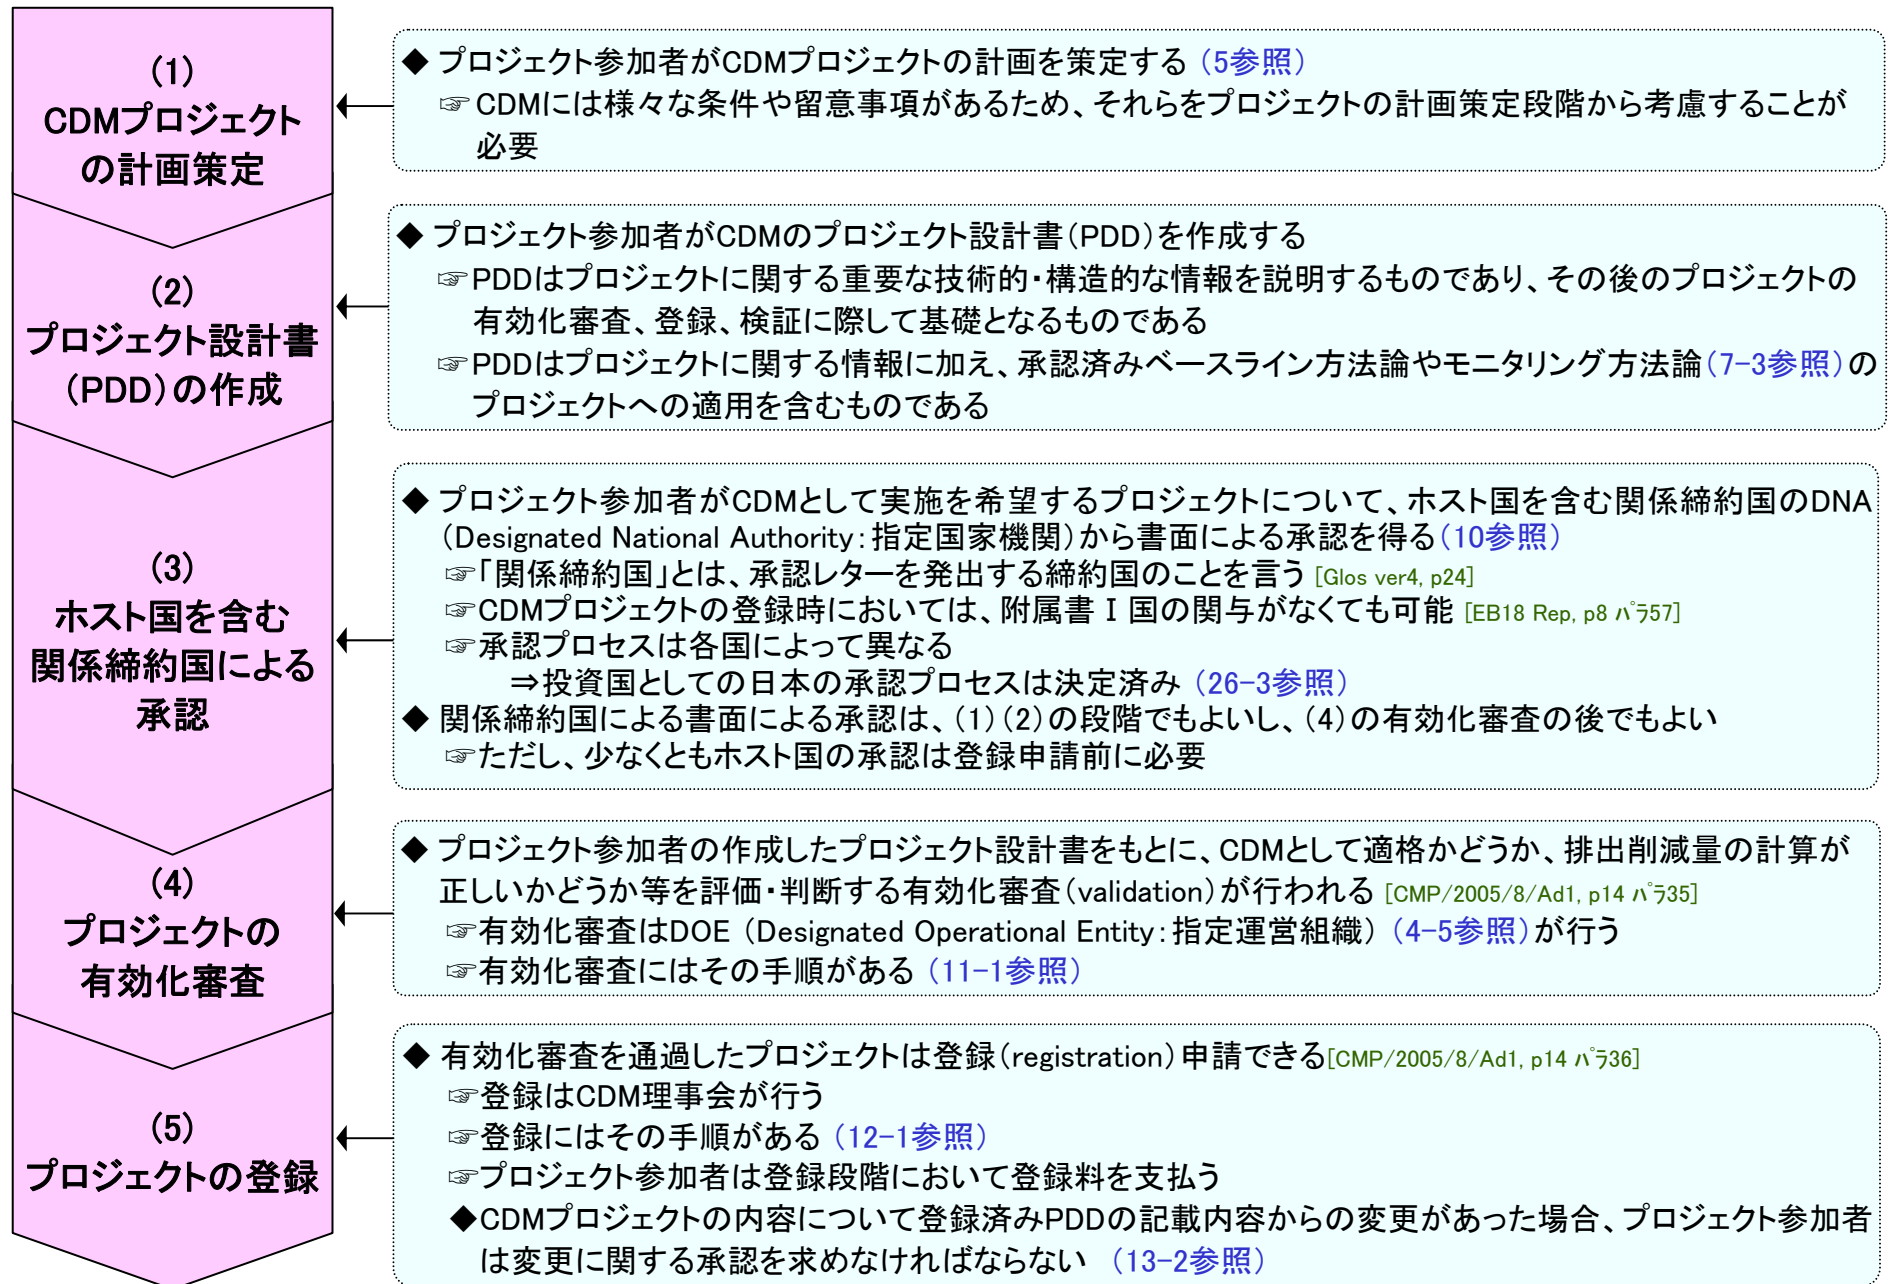 (1)
CDMプロジェクト
の計画策定
◆ プロジェクト参加者がCDMプロジェクトの計画を策定する (5参照)
☞CDMには様々な条件や留意事項があるため、それらをプロジェクトの計画策定段階から考慮することが
必要
(2)
プロジェクト設計書
(PDD)の作成
◆ プロジェクト参加者がCDMのプロジェクト設計書(PDD)を作成する
☞PDDはプロジェクトに関する重要な技術的・構造的な情報を説明するものであり、その後のプロジェクトの
有効化審査、登録、検証に際して基礎となるものである
☞PDDはプロジェクトに関する情報に加え、承認済みベースライン方法論やモニタリング方法論(7-3参照)の
プロジェクトへの適用を含むものである
(3)
ホスト国を含む
関係締約国による
承認
◆ プロジェクト参加者がCDMとして実施を希望するプロジェクトについて、ホスト国を含む関係締約国のDNA
(Designated National Authority:指定国家機関)から書面による承認を得る(10参照)
☞「関係締約国」とは、承認レターを発出する締約国のことを言う [Glos ver4, p24]
☞CDMプロジェクトの登録時においては、附属書Ⅰ国の関与がなくても可能 [EB18 Rep, p8 パラ57]
☞承認プロセスは各国によって異なる
⇒投資国としての日本の承認プロセスは決定済み (26-3参照)
◆ 関係締約国による書面による承認は、(1)(2)の段階でもよいし、(4)の有効化審査の後でもよい
☞ただし、少なくともホスト国の承認は登録申請前に必要
(4)
プロジェクトの
有効化審査
◆ プロジェクト参加者の作成したプロジェクト設計書をもとに、CDMとして適格かどうか、排出削減量の計算が
正しいかどうか等を評価・判断する有効化審査(validation)が行われる [CMP/2005/8/Ad1, p14 パラ35]
☞有効化審査はDOE (Designated Operational Entity:指定運営組織) (4-5参照)が行う
☞有効化審査にはその手順がある (11-1参照)
(5)
プロジェクトの登録
◆ 有効化審査を通過したプロジェクトは登録(registration)申請できる[CMP/2005/8/Ad1, p14 パラ36]
☞登録はCDM理事会が行う
☞登録にはその手順がある (12-1参照)
☞プロジェクト参加者は登録段階において登録料を支払う
◆CDMプロジェクトの内容について登録済みPDDの記載内容からの変更があった場合、プロジェクト参加者
は変更に関する承認を求めなければならない (13-2参照)